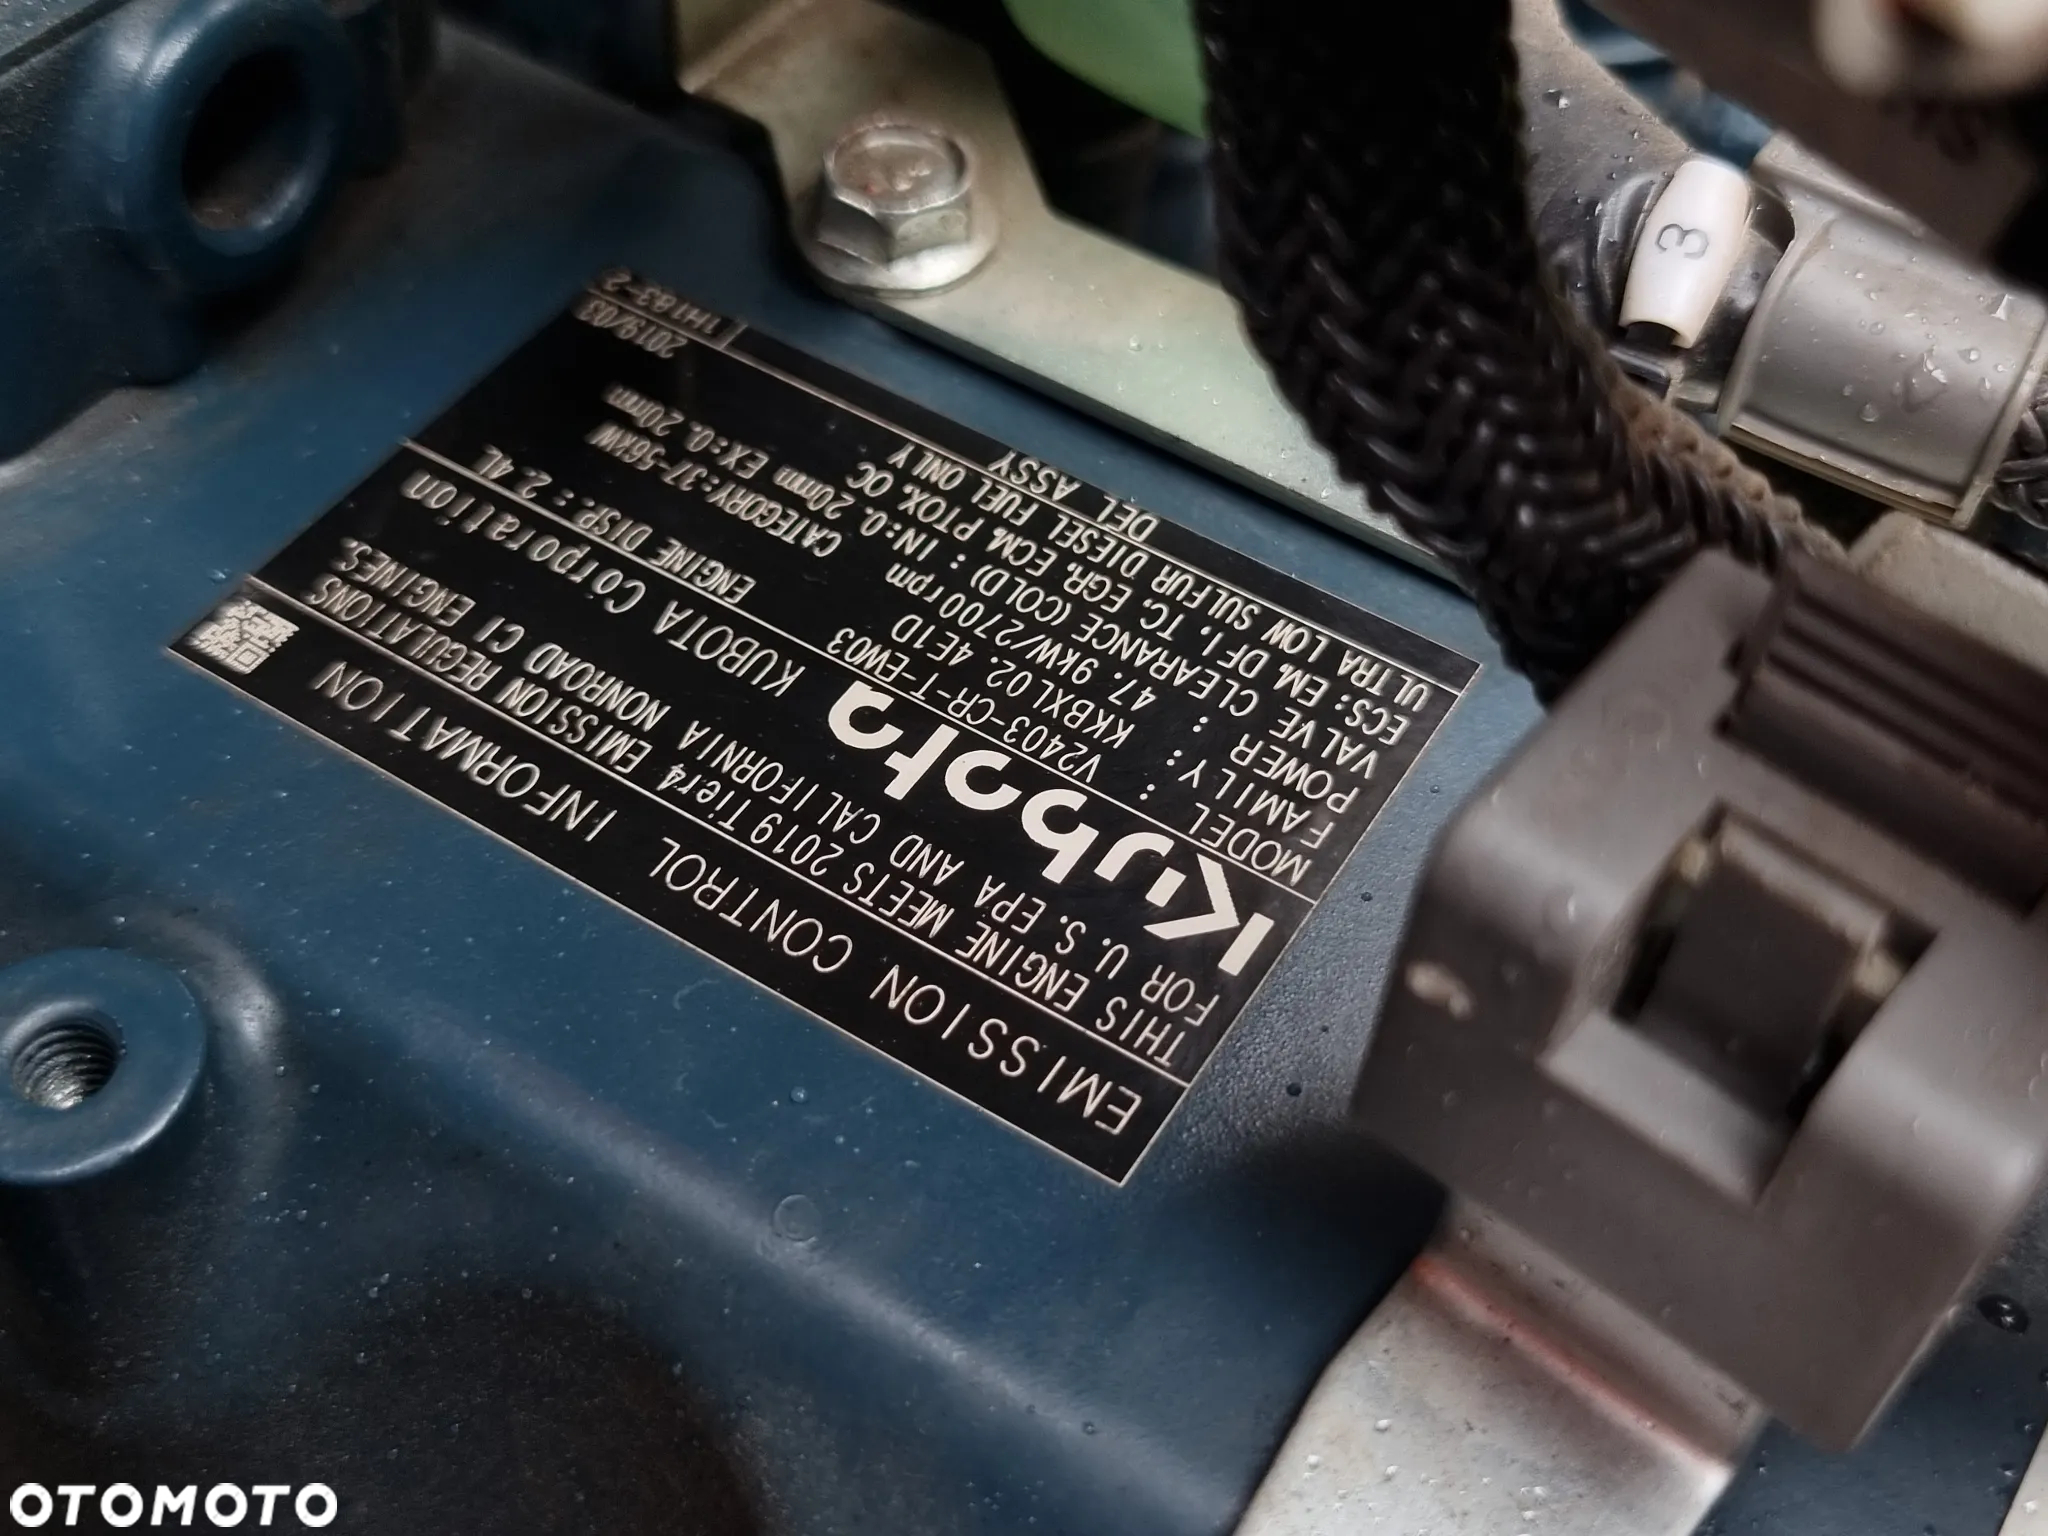 EMISSION CONTROL INFORMATION
THIS ENGINE MEETS 2019 Tier4 EMISSION REGULATIONS
FOR U.S. EPA AND CALIFORNIA NONROAD CI ENGINES.
Kubota KUBOTA Corporation
MODEL : V2403-CR-T-EW03 ENGINE DISP.: 2.4L
FAMILY : KKBXL02.4E1D CATEGORY:37-56kW
POWER : 47.9kW/2700rpm
VALVE CLEARANCE (COLD) : IN:0.20mm EX:0.20mm
ECS: EM, DFI, TC, EGR, ECM, PTOX, OC
ULTRA LOW SULFUR DIESEL FUEL ONLY 2019/03
DEL ASSY 1H183-2
3
OTOMOTO